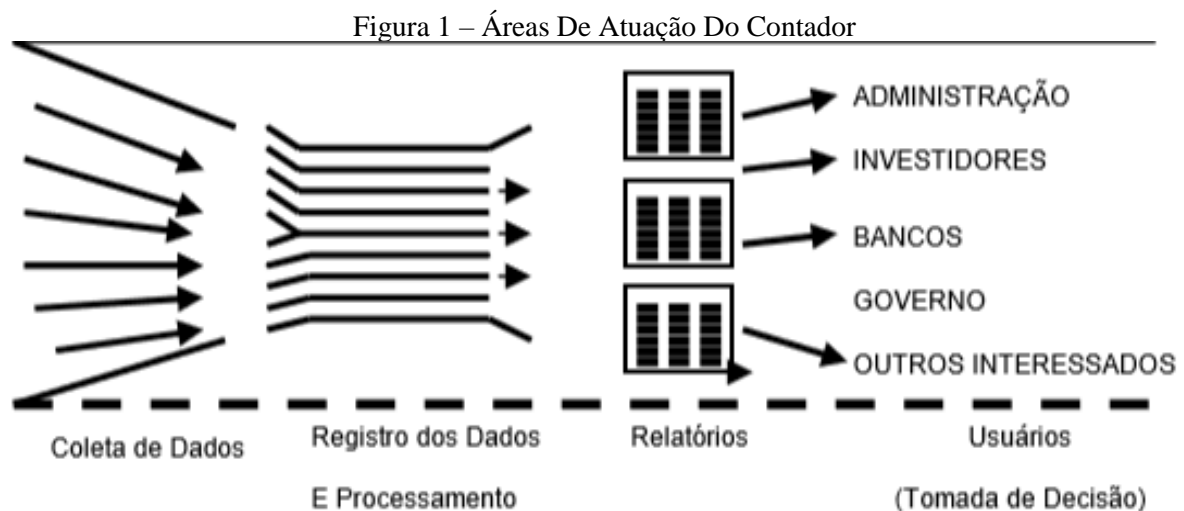 Figura 1 – Áreas De Atuação Do Contador
ADMINISTRAÇÃO
INVESTIDORES
BANCOS
GOVERNO
OUTROS INTERESSADOS
Coleta de Dados
Registro dos Dados
E Processamento
Relatórios
Usuários
(Tomada de Decisão)